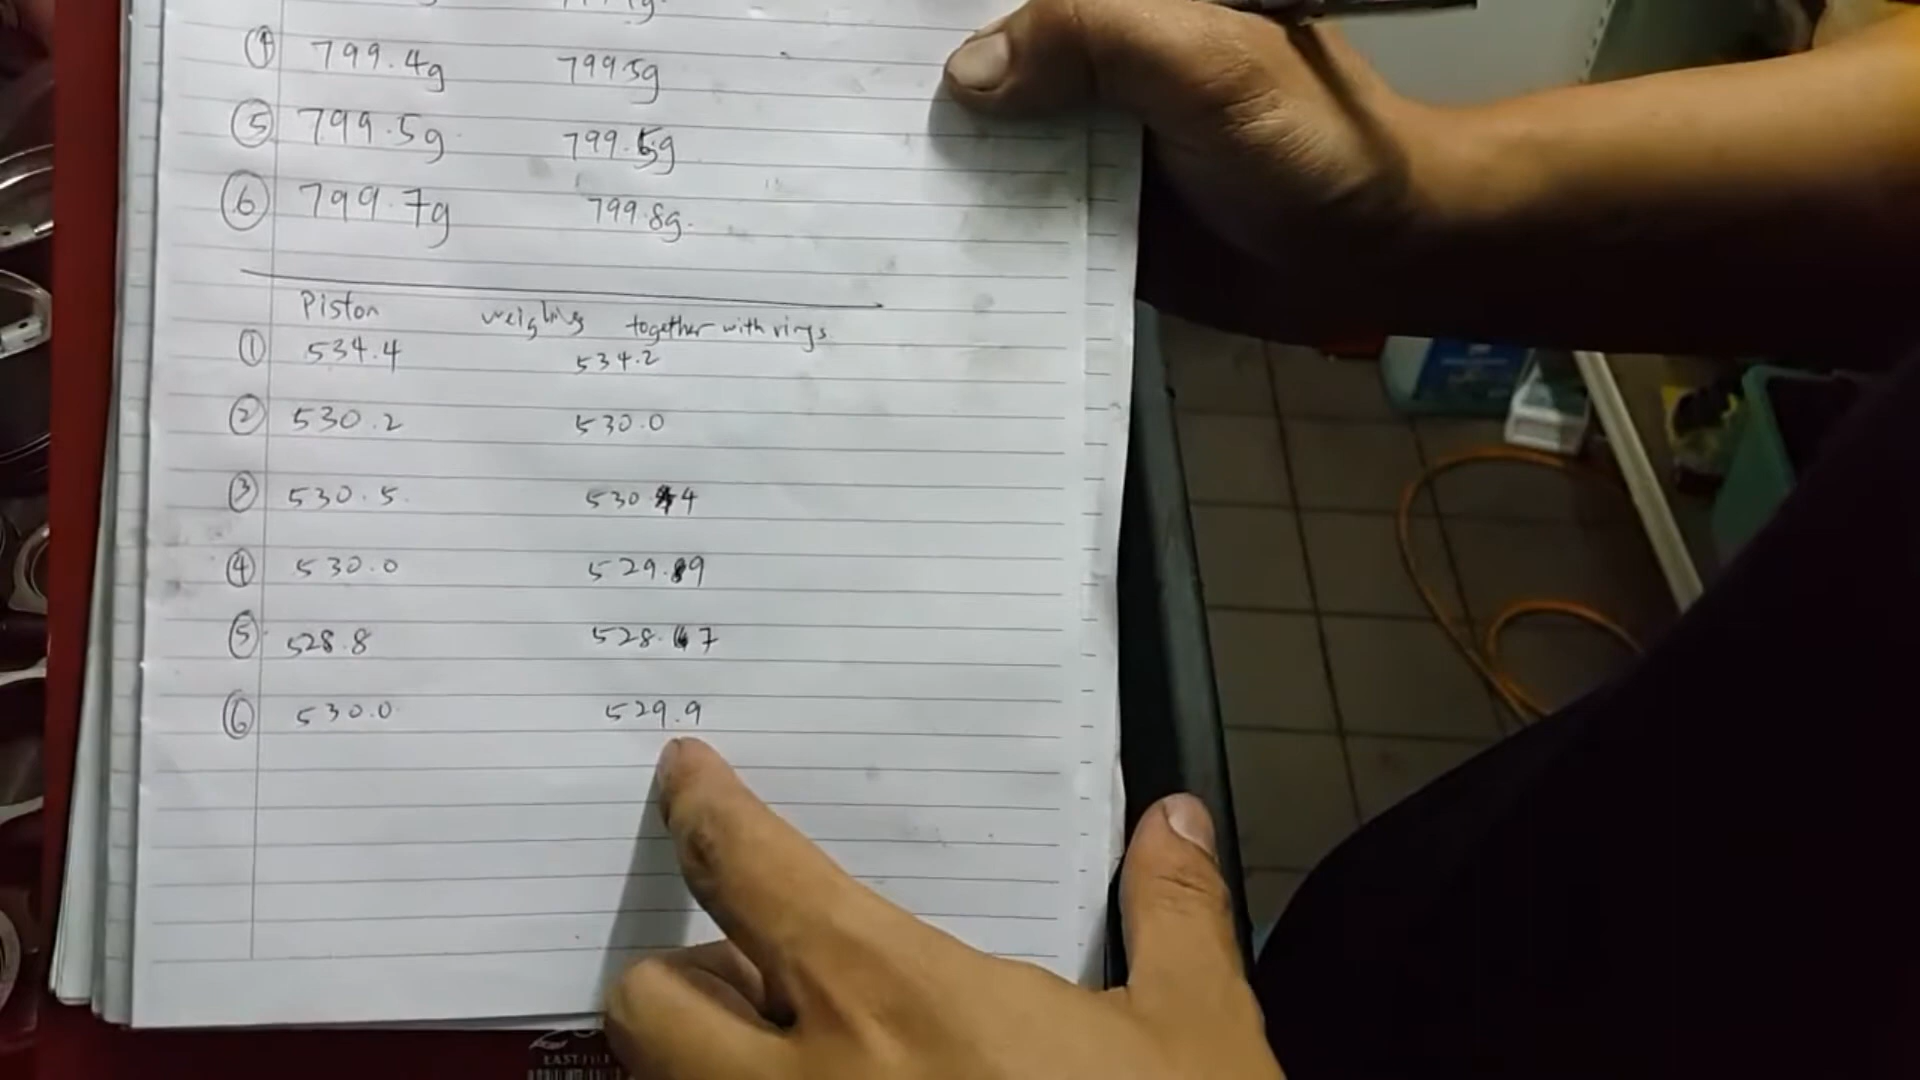 ④ 799.4g 799.5g
⑤ 799.5g 799.5g
⑥ 799.7g 799.8g.
Piston weighing together with rings
① 534.4 534.2
② 530.2 530.0
③ 530.5. 530.4
④ 530.0 529.9
⑤ 528.8 528.7
⑥ 530.0 529.9